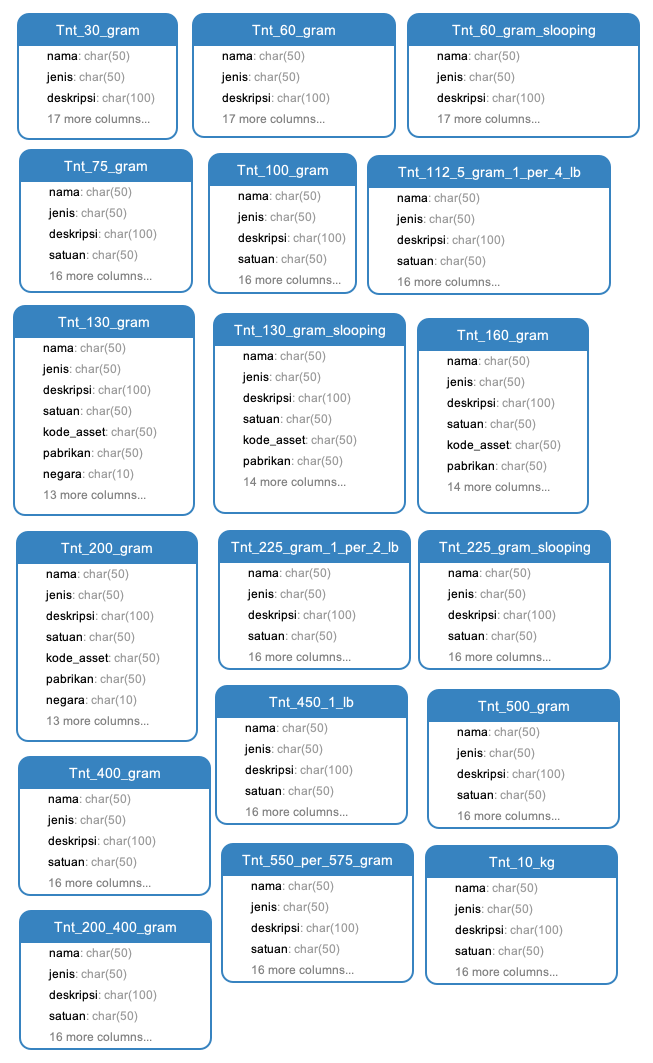 Tnt_30_gram
nama: char(50)
jenis: char(50)
deskripsi: char(100)
17 more columns...
Tnt_60_gram
nama: char(50)
jenis: char(50)
deskripsi: char(100)
17 more columns...
Tnt_60_gram_slooping
nama: char(50)
jenis: char(50)
deskripsi: char(100)
17 more columns...
Tnt_75_gram
nama: char(50)
jenis: char(50)
deskripsi: char(100)
satuan: char(50)
16 more columns...
Tnt_100_gram
nama: char(50)
jenis: char(50)
deskripsi: char(100)
satuan: char(50)
16 more columns...
Tnt_112_5_gram_1_per_4_lb
nama: char(50)
jenis: char(50)
deskripsi: char(100)
satuan: char(50)
16 more columns...
Tnt_130_gram
nama: char(50)
jenis: char(50)
deskripsi: char(100)
satuan: char(50)
kode_asset: char(50)
pabrikan: char(50)
negara: char(10)
13 more columns...
Tnt_130_gram_slooping
nama: char(50)
jenis: char(50)
deskripsi: char(100)
satuan: char(50)
kode_asset: char(50)
pabrikan: char(50)
14 more columns...
Tnt_160_gram
nama: char(50)
jenis: char(50)
deskripsi: char(100)
satuan: char(50)
kode_asset: char(50)
pabrikan: char(50)
14 more columns...
Tnt_200_gram
nama: char(50)
jenis: char(50)
deskripsi: char(100)
satuan: char(50)
kode_asset: char(50)
pabrikan: char(50)
negara: char(10)
13 more columns...
Tnt_225_gram_1_per_2_lb
nama: char(50)
jenis: char(50)
deskripsi: char(100)
satuan: char(50)
16 more columns...
Tnt_225_gram_slooping
nama: char(50)
jenis: char(50)
deskripsi: char(100)
satuan: char(50)
16 more columns...
Tnt_450_1_lb
nama: char(50)
jenis: char(50)
deskripsi: char(100)
satuan: char(50)
16 more columns...
Tnt_500_gram
nama: char(50)
jenis: char(50)
deskripsi: char(100)
satuan: char(50)
16 more columns...
Tnt_400_gram
nama: char(50)
jenis: char(50)
deskripsi: char(100)
satuan: char(50)
16 more columns...
Tnt_550_per_575_gram
nama: char(50)
jenis: char(50)
deskripsi: char(100)
satuan: char(50)
16 more columns...
Tnt_10_kg
nama: char(50)
jenis: char(50)
deskripsi: char(100)
satuan: char(50)
16 more columns...
Tnt_200_400_gram
nama: char(50)
jenis: char(50)
deskripsi: char(100)
satuan: char(50)
16 more columns...